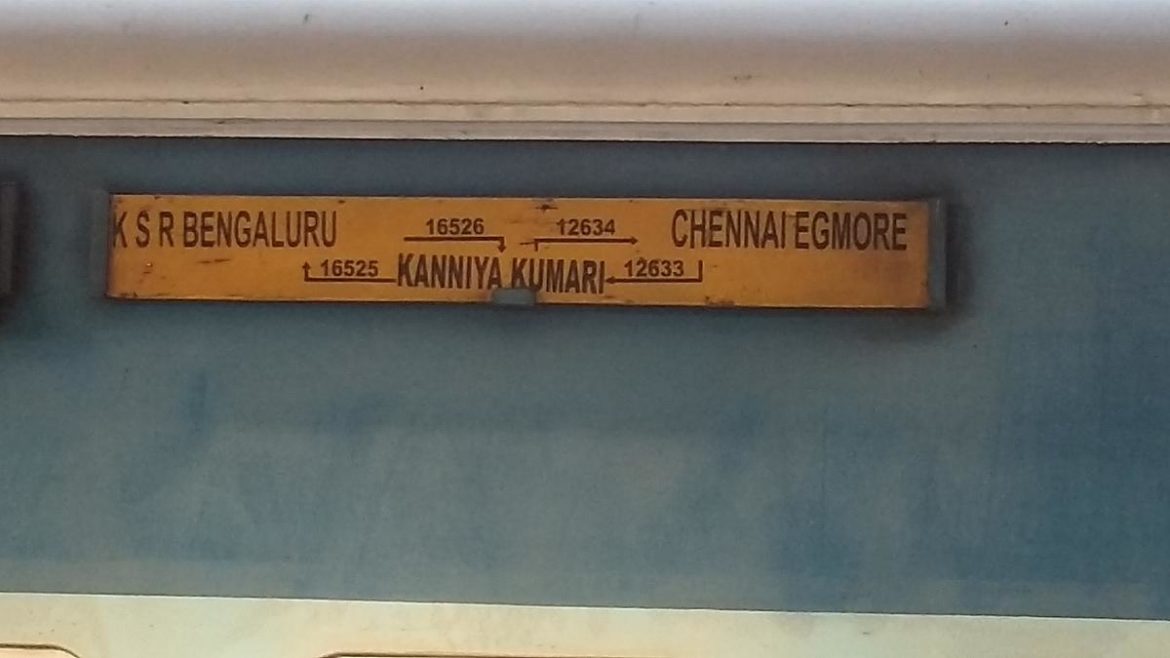 K S R BENGALURU 16526 12634 CHENNAI EGMORE
16525 KANNIYA KUMARI 12633